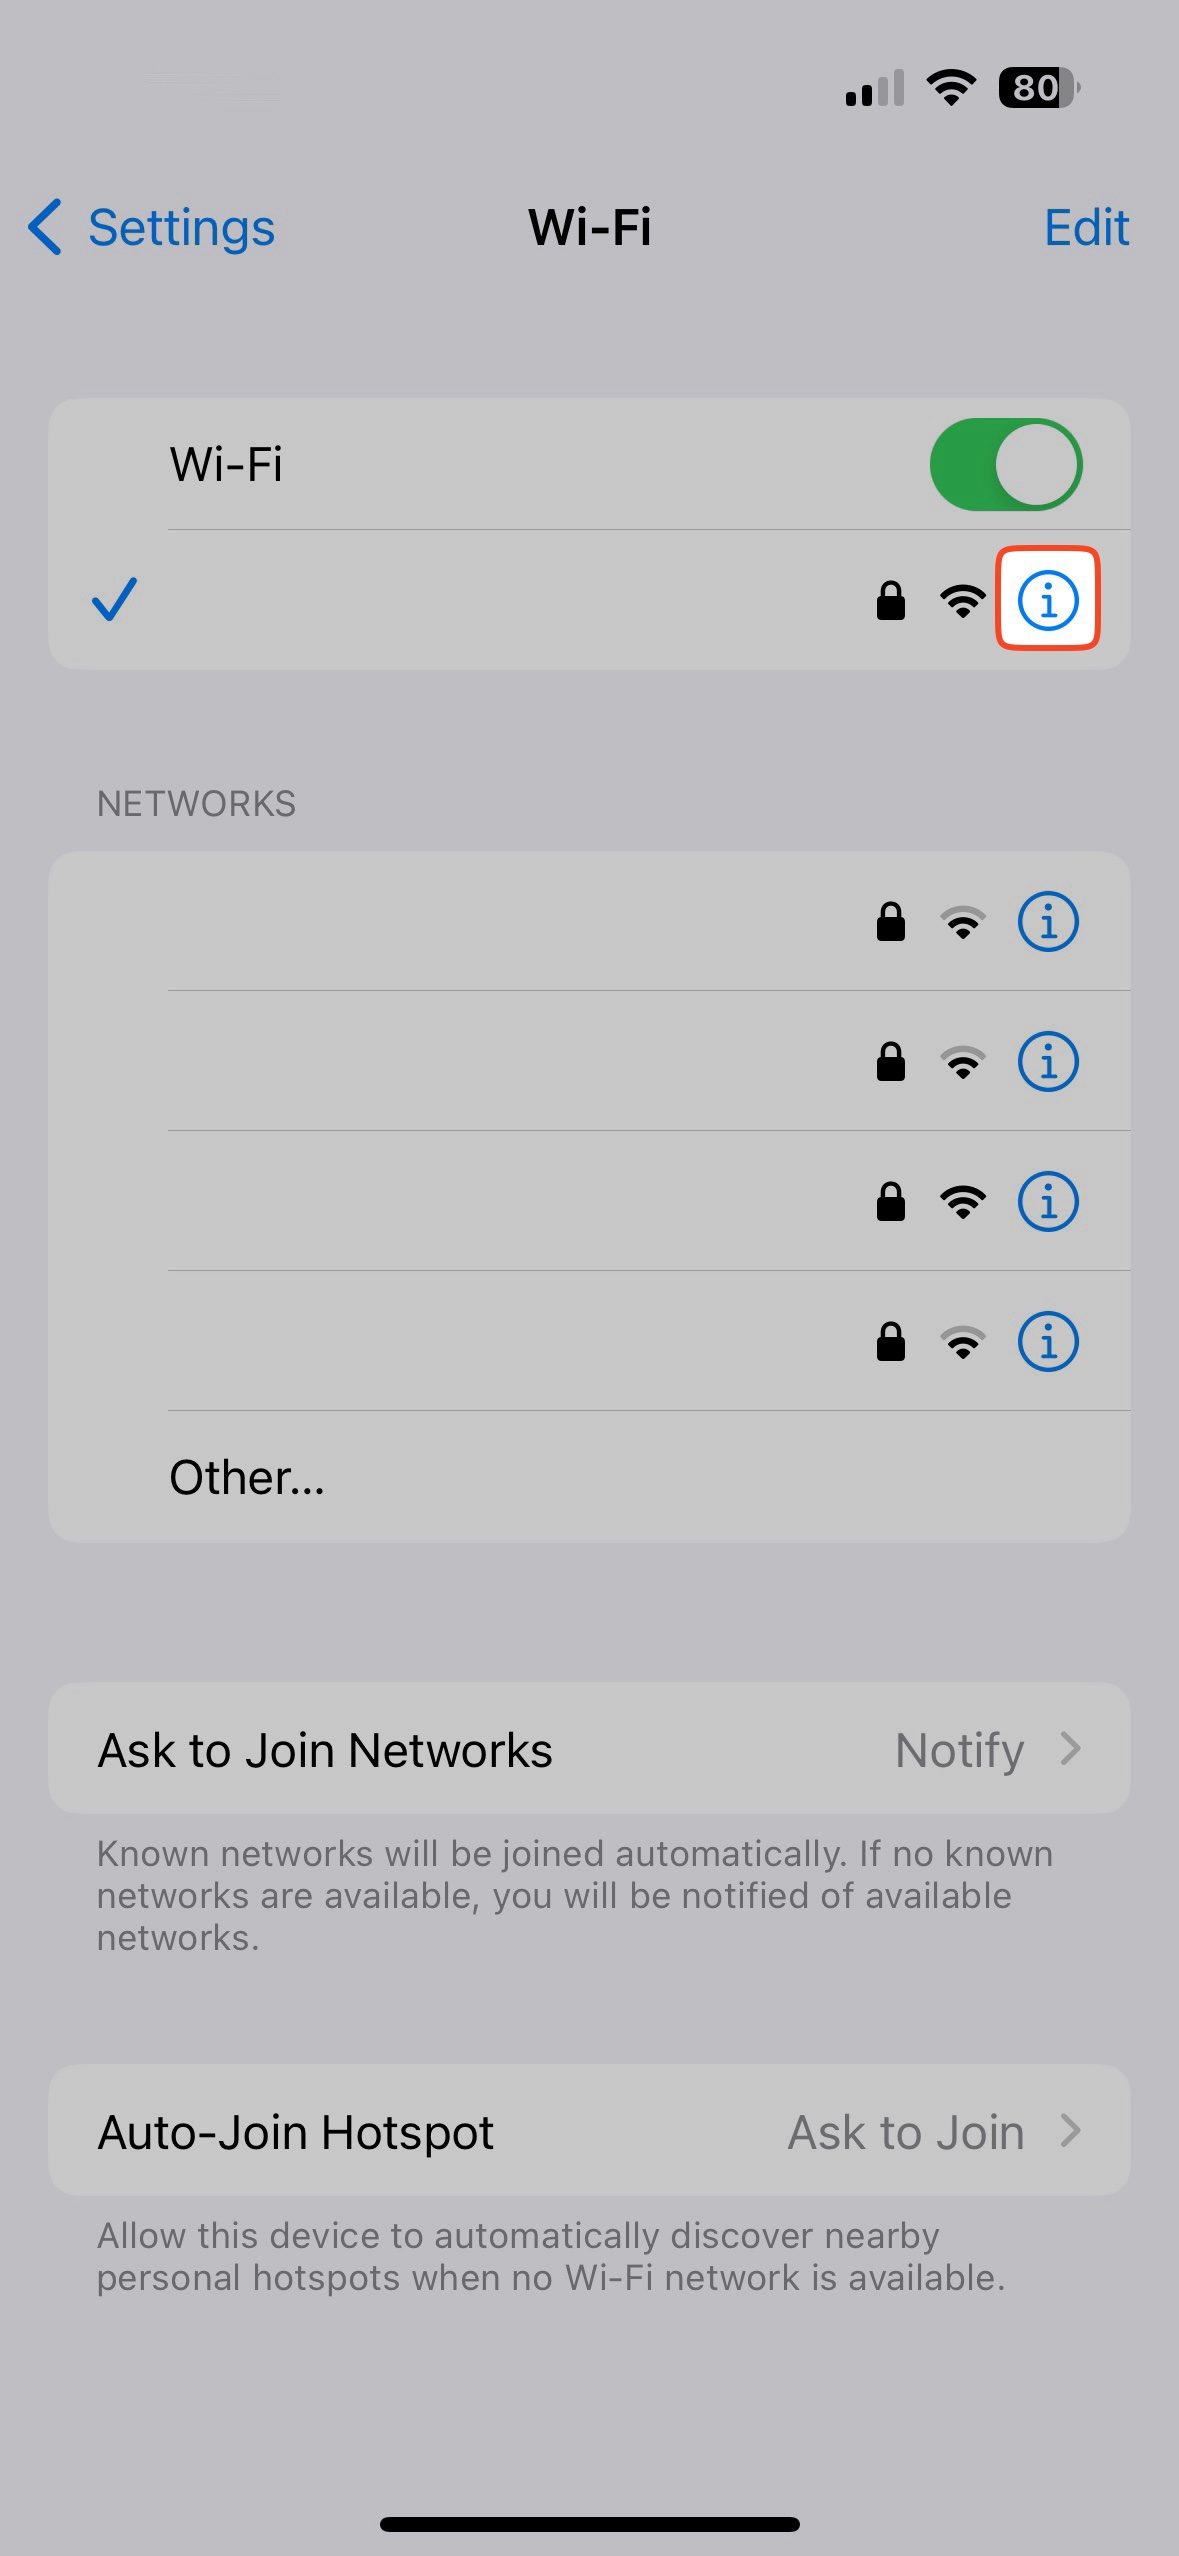 80
Settings
Wi-Fi
Edit
Wi-Fi
NETWORKS
Other...
Ask to Join Networks
Notify
Known networks will be joined automatically. If no known
networks are available, you will be notified of available
networks.
Auto-Join Hotspot
Ask to Join
Allow this device to automatically discover nearby
personal hotspots when no Wi-Fi network is available.